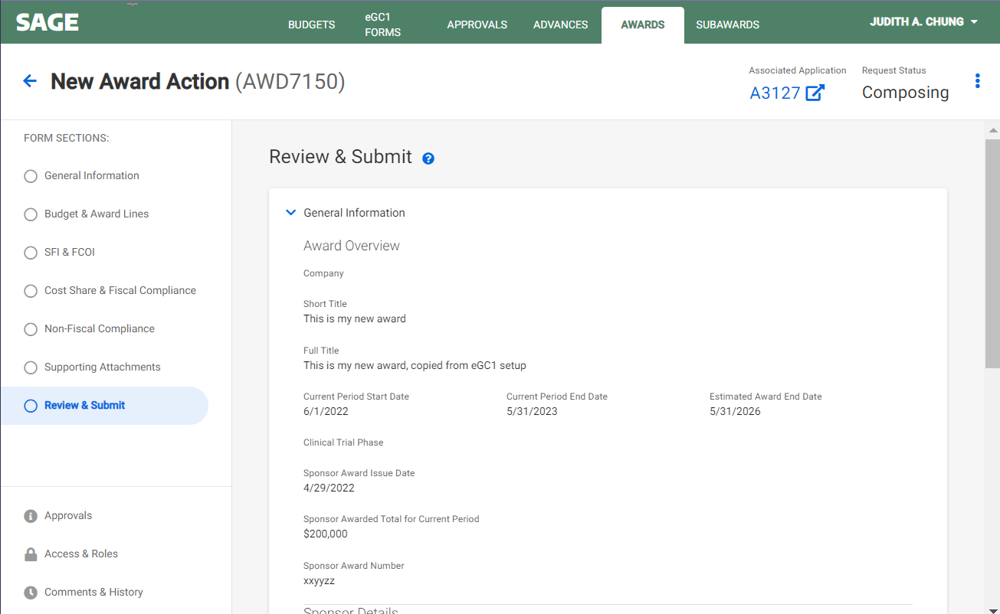 SAGE
BUDGETS
eGC1
FORMS
APPROVALS
ADVANCES
AWARDS
SUBAWARDS
JUDITH A. CHUNG
New Award Action (AWD7150)
Associated Application
A3127
Request Status
Composing
FORM SECTIONS:
General Information
Budget & Award Lines
SFI & FCOI
Cost Share & Fiscal Compliance
Non-Fiscal Compliance
Supporting Attachments
Review & Submit
Approvals
Access & Roles
Comments & History
Review & Submit
General Information
Award Overview
Company
Short Title
This is my new award
Full Title
This is my new award, copied from eGC1 setup
Current Period Start Date
6/1/2022
Current Period End Date
5/31/2023
Estimated Award End Date
5/31/2026
Clinical Trial Phase
Sponsor Award Issue Date
4/29/2022
Sponsor Awarded Total for Current Period
$200,000
Sponsor Award Number
xxyyzz
Sponsor Details